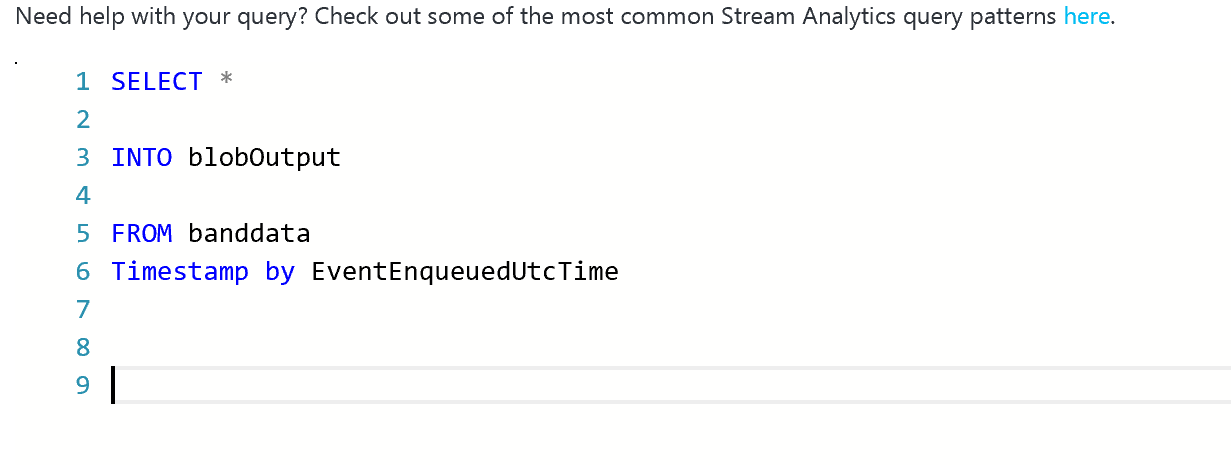 Need help with your query? Check out some of the most common Stream Analytics query patterns here.
1 SELECT *
2
3 INTO blobOutput
4
5 FROM banddata
6 Timestamp by EventEnqueuedUtcTime
7
8
9